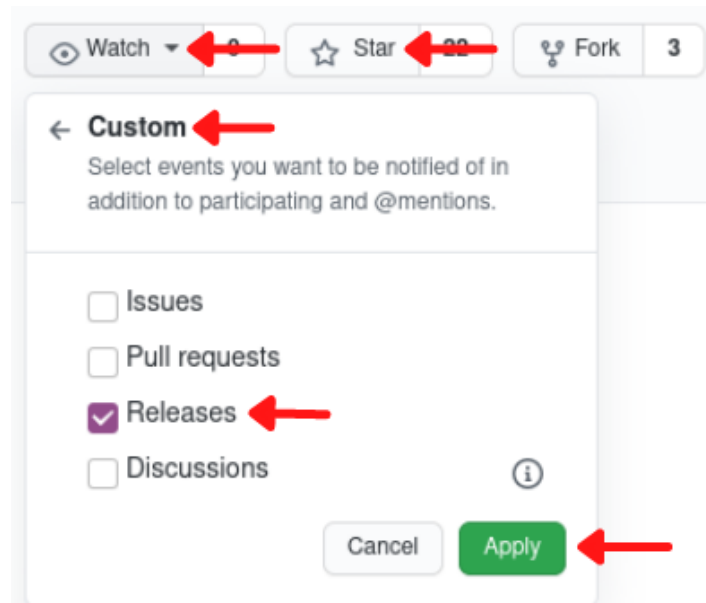 Watch
Star 22
Fork 3
Custom
Select events you want to be notified of in
addition to participating and @mentions.
Issues
Pull requests
Releases
Discussions
Cancel Apply